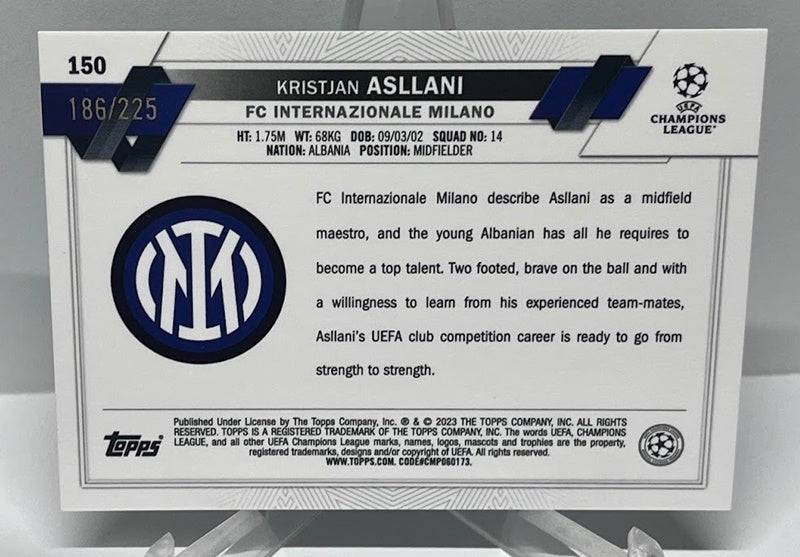 150
186/225
KRISTJAN ASLLANI
FC INTERNAZIONALE MILANO
HT: 1.75M WT: 68KG DOB: 09/03/02 SQUAD NO: 14
NATION: ALBANIA POSITION: MIDFIELDER
UEFA
CHAMPIONS
LEAGUE®
FC Internazionale Milano describe Asllani as a midfield
maestro, and the young Albanian has all he requires to
become a top talent. Two footed, brave on the ball and with
a willingness to learn from his experienced team-mates,
Asllani's UEFA club competition career is ready to go from
strength to strength.
IM
Topps®
Published Under License by The Topps Company, Inc. ® & © 2023 THE TOPPS COMPANY, INC. ALL RIGHTS
RESERVED. TOPPS IS A REGISTERED TRADEMARK OF THE TOPPS COMPANY, INC. The words UEFA, CHAMPIONS
LEAGUE, and all other UEFA Champions League marks, names, logos, mascots and trophies are the property,
registered trademarks, designs and/or copyright of UEFA. All rights reserved.
WWW.TOPPS.COM. CODE#CMP060173.